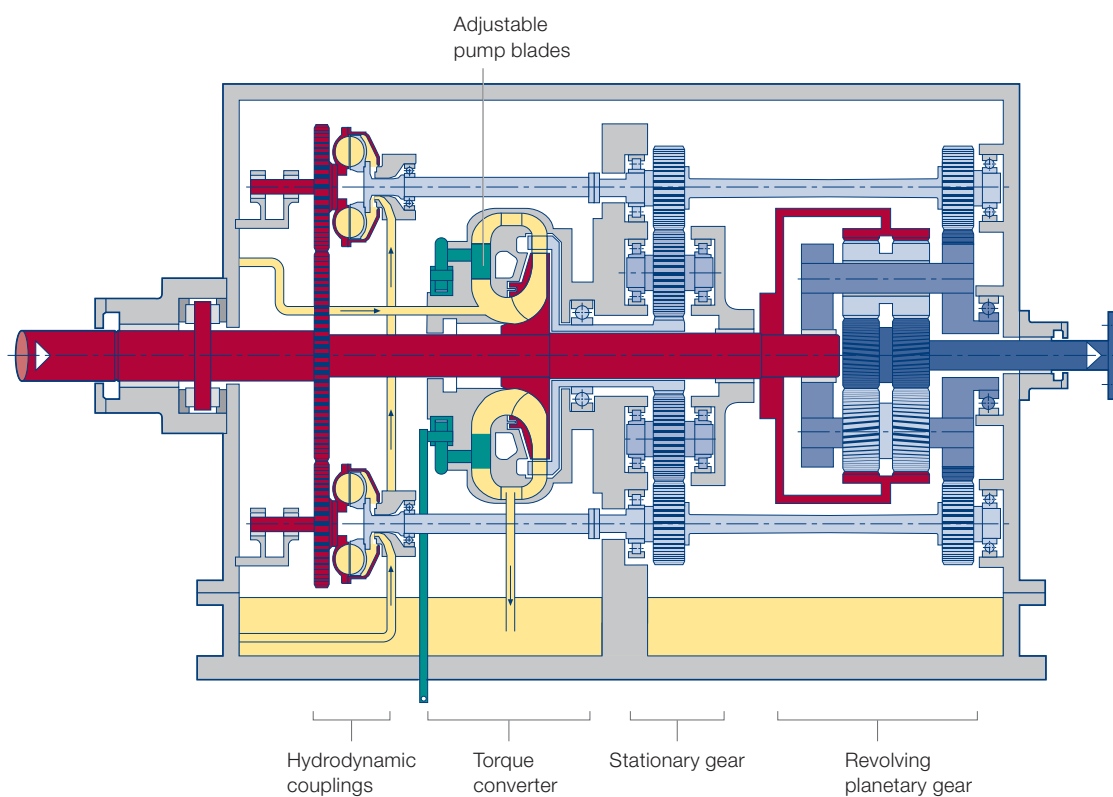 Adjustable
pump blades
Hydrodynamic
couplings
Torque
converter
Stationary gear
Revolving
planetary gear